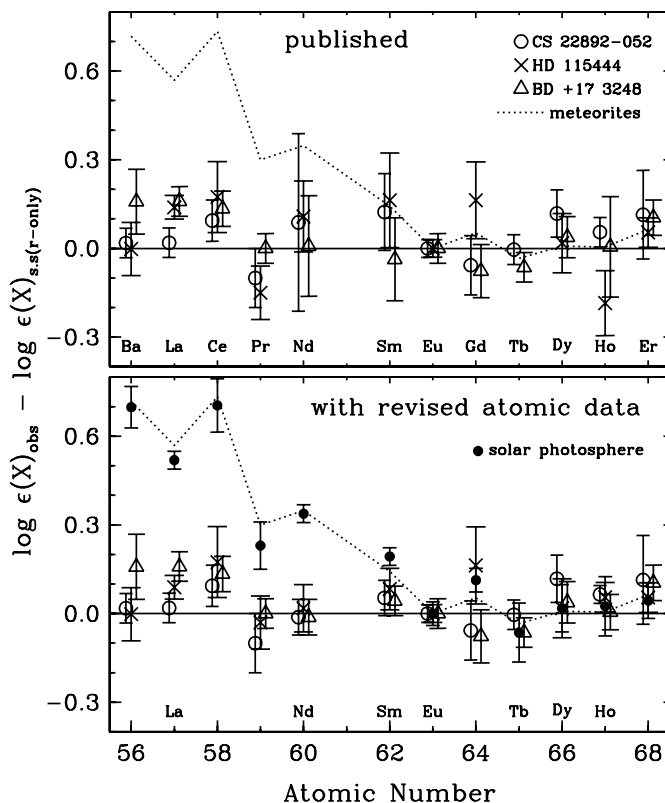 published
CS 22892-052
HD 115444
BD +17 3248
meteorites
0.6
0.3
0.0
−0.3
Ba La Ce Pr Nd Sm Eu Gd Tb Dy Ho Er
log ϵ(X)obs − log ϵ(X)s.s(r-only)
with revised atomic data
solar photosphere
0.6
0.3
0.0
−0.3
La Nd Sm Eu Tb Dy Ho
56 58 60 62 64 66 68
Atomic Number